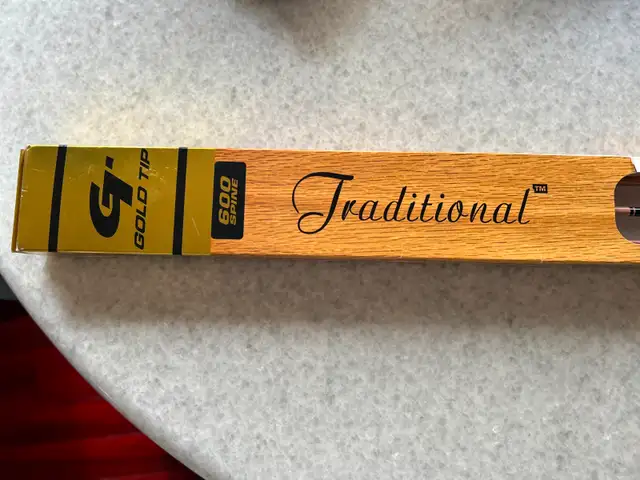 GT
GOLD TIP
600
SPINE
Traditional™